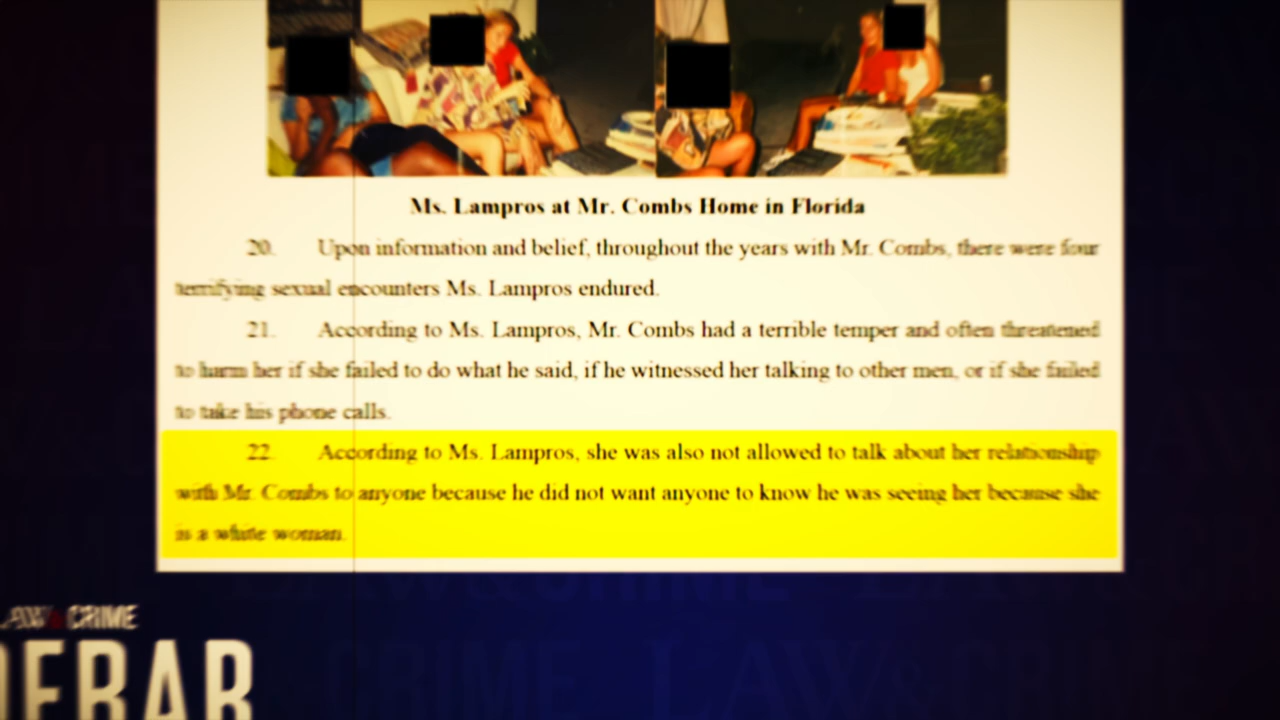 Ms. Lampros at Mr. Combs Home in Florida
20. Upon information and belief, throughout the years with Mr. Combs, there were four
terrifying sexual encounters Ms. Lampros endured.
21. According to Ms. Lampros, Mr. Combs had a terrible temper and often threatened
to harm her if she failed to do what he said, if he witnessed her talking to other men, or if she failed
to take his phone calls.
22. According to Ms. Lampros, she was also not allowed to talk about her relationship
with Mr. Combs to anyone because he did not want anyone to know he was seeing her because she
is a white woman.
LAW & CRIME
DEBAR
CRIME LAW & CRIME